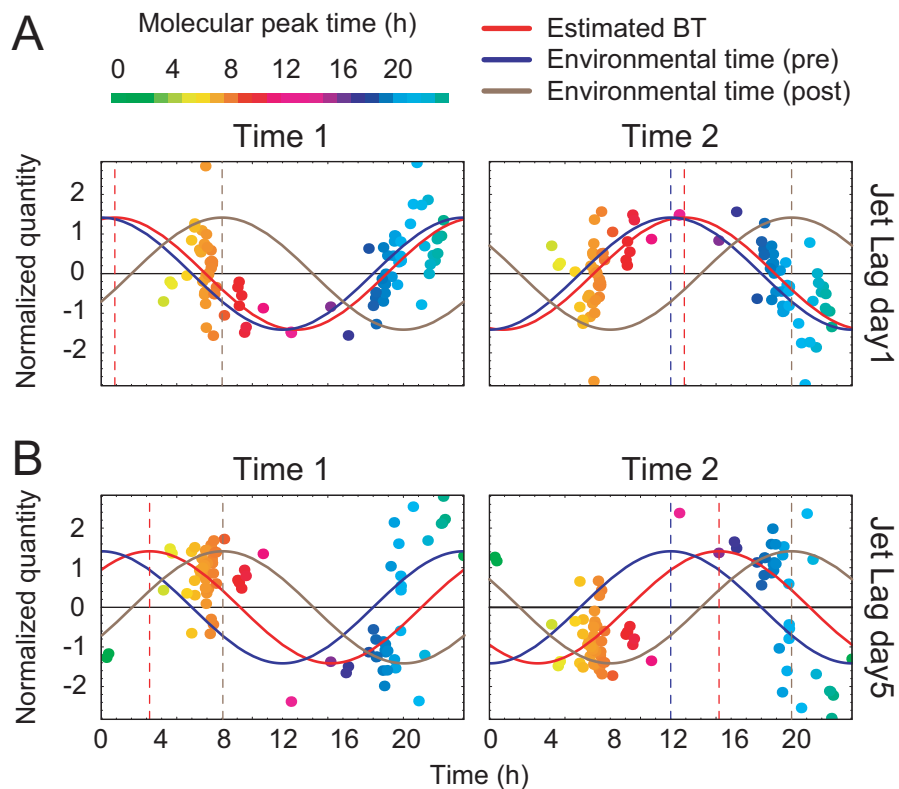 A
Molecular peak time (h)
0 4 8 12 16 20
Estimated BT
Environmental time (pre)
Environmental time (post)
Time 1
Time 2
Normalized quantity
2
1
0
-1
-2
Jet Lag day1
B
Time 1
Time 2
Normalized quantity
2
1
0
-1
-2
Jet Lag day5
0 4 8 12 16 20
0 4 8 12 16 20
Time (h)